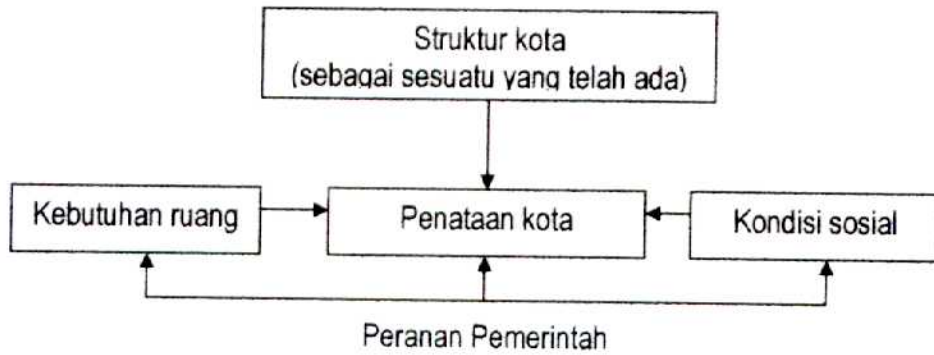 Struktur kota
(sebagai sesuatu yang telah ada)
Kebutuhan ruang
Penataan kota
Kondisi sosial
Peranan Pemerintah